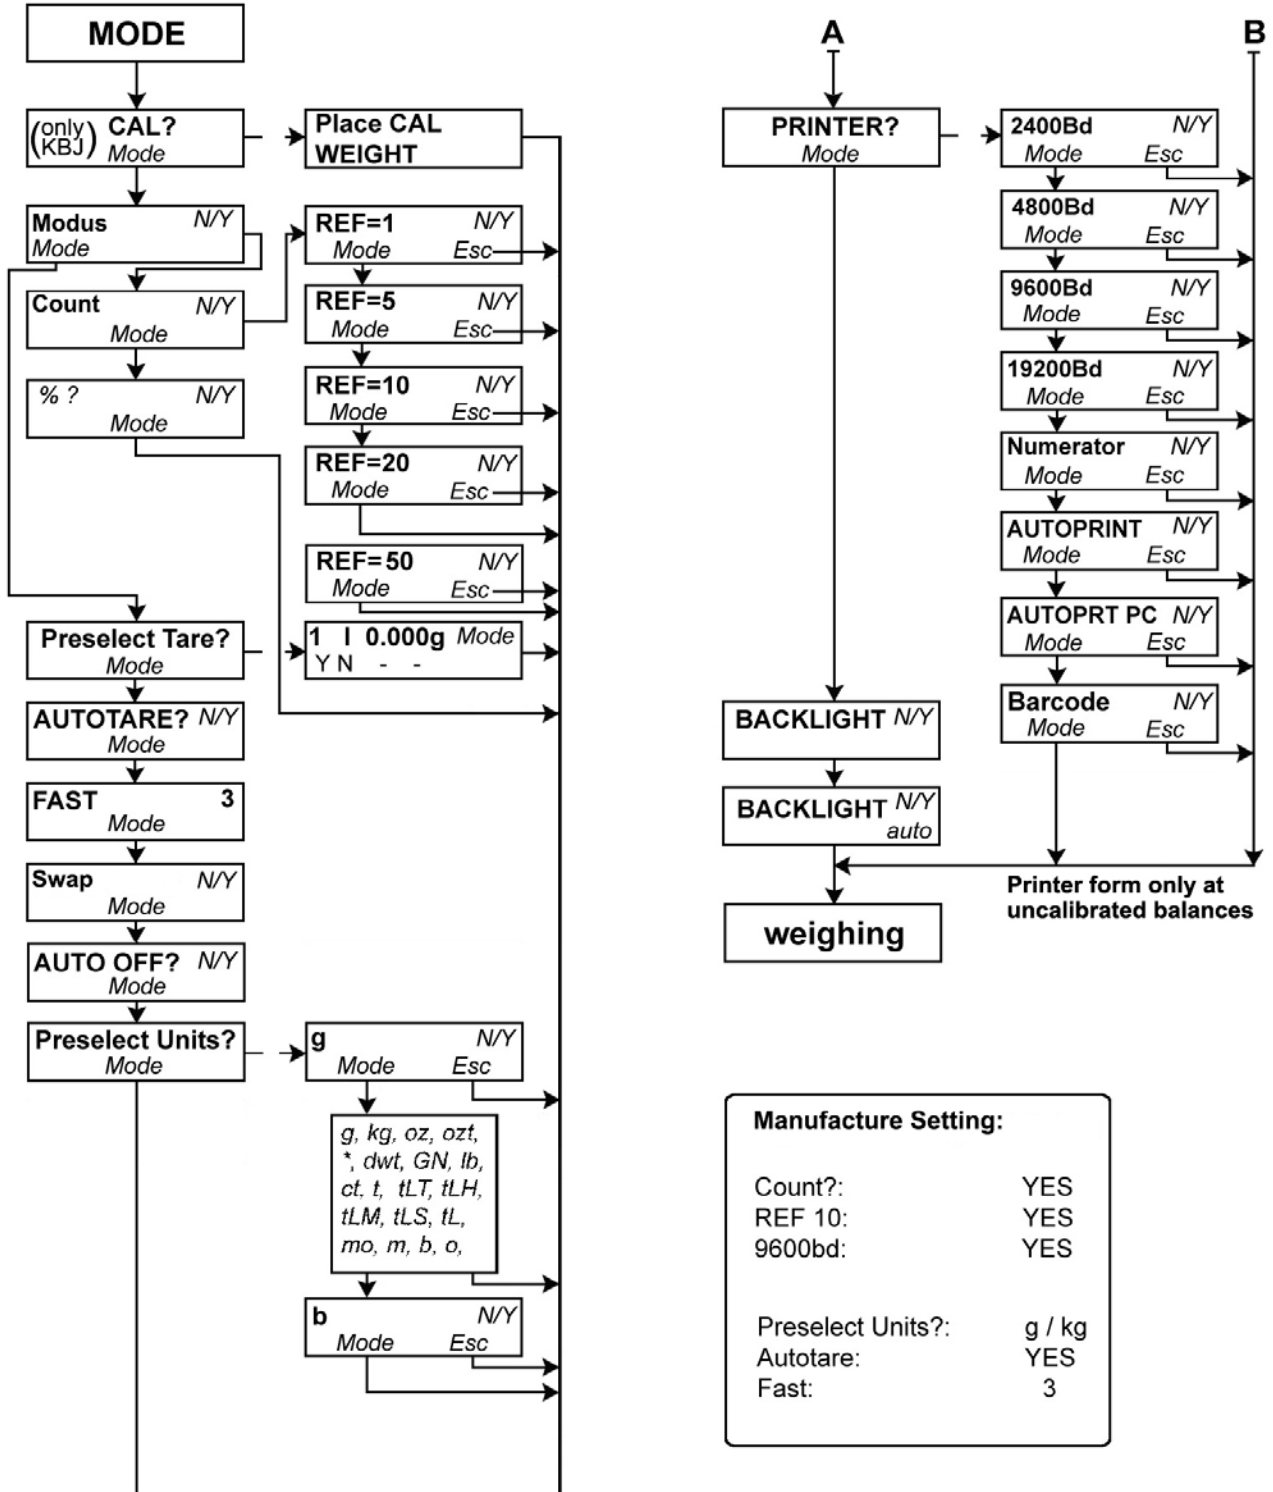 MODE
(only KBJ) CAL?
Mode
Place CAL
WEIGHT
Modus N/Y
Mode
Count N/Y
Mode
% ? N/Y
Mode
REF=1 N/Y
Mode Esc
REF=5 N/Y
Mode Esc
REF=10 N/Y
Mode Esc
REF=20 N/Y
Mode Esc
REF=50 N/Y
Mode Esc
Preselect Tare?
Mode
1 I 0.000g Mode
Y N - -
AUTOTARE? N/Y
Mode
FAST 3
Mode
Swap N/Y
Mode
AUTO OFF? N/Y
Mode
Preselect Units?
Mode
g N/Y
Mode Esc
g, kg, oz, ozt,
*, dwt, GN, lb,
ct, t, tLT, tLH,
tLM, tLS, tL,
mo, m, b, o,
b N/Y
Mode Esc
A
B
PRINTER?
Mode
2400Bd N/Y
Mode Esc
4800Bd N/Y
Mode Esc
9600Bd N/Y
Mode Esc
19200Bd N/Y
Mode Esc
Numerator N/Y
Mode Esc
AUTOPRINT N/Y
Mode Esc
AUTOPRT PC N/Y
Mode Esc
Barcode N/Y
Mode Esc
BACKLIGHT N/Y
BACKLIGHT N/Y
auto
Printer form only at
uncalibrated balances
weighing
Manufacture Setting:
Count?: YES
REF 10: YES
9600bd: YES
Preselect Units?: g / kg
Autotare: YES
Fast: 3